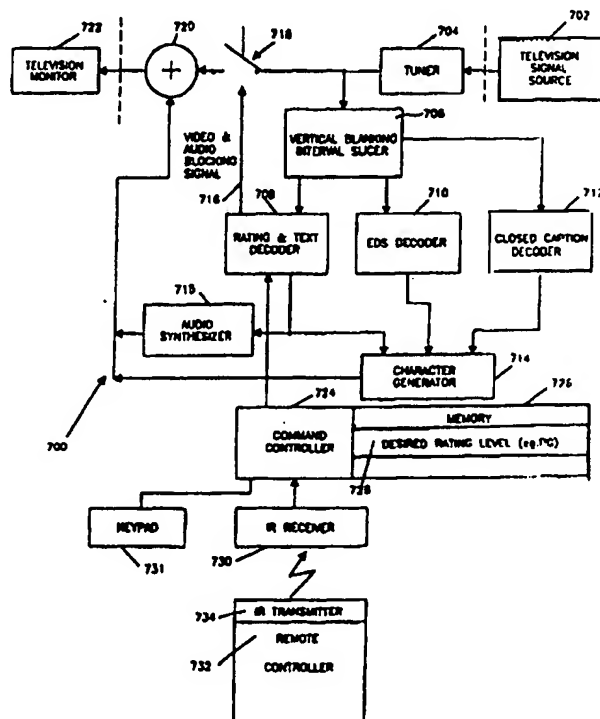 722
720
718
704
702
TELEVISION
MONITOR
TUNER
TELEVISION
SIGNAL
SOURCE
706
VERTICAL BLANKING
INTERVAL SLICER
VIDEO &
AUDIO
BLOCKING
SIGNAL
716
708
710
712
RATING & TEXT
DECODER
EDS DECODER
CLOSED CAPTION
DECODER
715
AUDIO
SYNTHESIZER
CHARACTER
GENERATOR
714
700
724
726
COMMAND
CONTROLLER
MEMORY
DESIRED RATING LEVEL (eg.PG)
728
KEYPAD
731
IR RECEIVER
730
734
IR TRANSMITTER
732
REMOTE
CONTROLLER